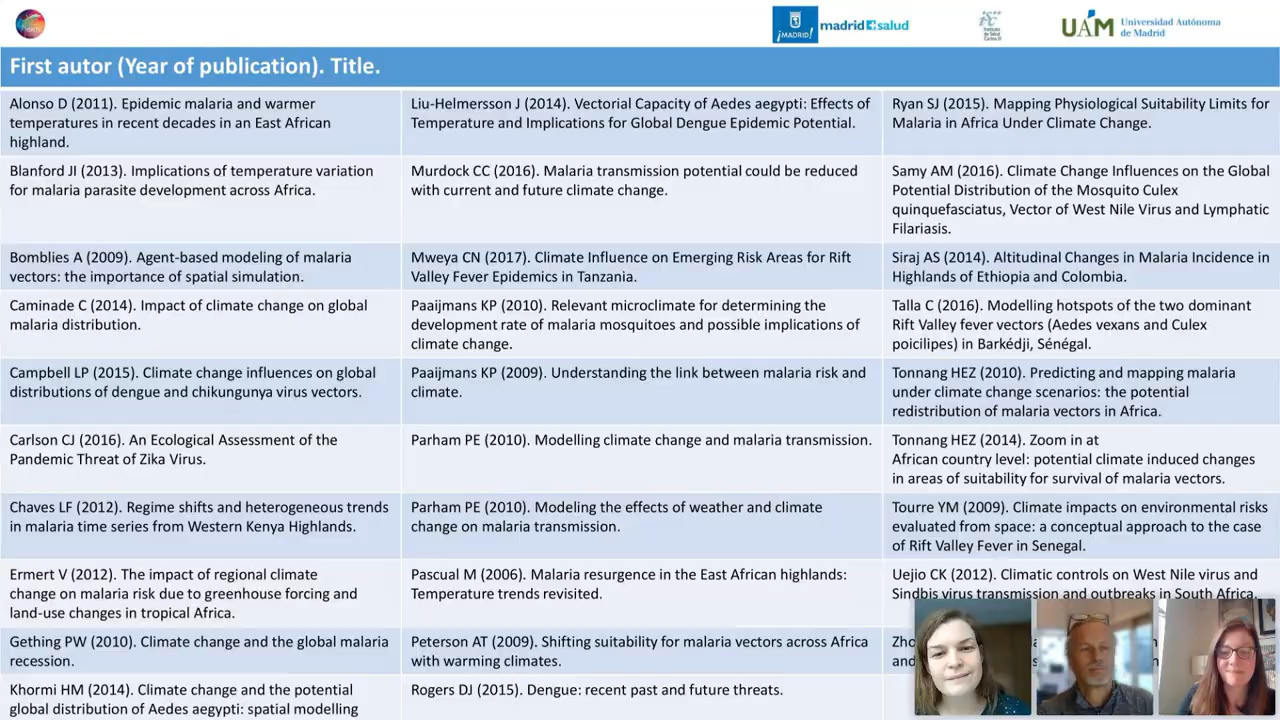 ¡MADRID!
madrid salud
Instituto de Salud Carlos III
UAM Universidad Autónoma
de Madrid
First autor (Year of publication). Title.
Alonso D (2011). Epidemic malaria and warmer
temperatures in recent decades in an East African
highland.
Liu-Helmersson J (2014). Vectorial Capacity of Aedes aegypti: Effects of
Temperature and Implications for Global Dengue Epidemic Potential.
Ryan SJ (2015). Mapping Physiological Suitability Limits for
Malaria in Africa Under Climate Change.
Blanford JI (2013). Implications of temperature variation
for malaria parasite development across Africa.
Murdock CC (2016). Malaria transmission potential could be reduced
with current and future climate change.
Samy AM (2016). Climate Change Influences on the Global
Potential Distribution of the Mosquito Culex
quinquefasciatus, Vector of West Nile Virus and Lymphatic
Filariasis.
Bomblies A (2009). Agent-based modeling of malaria
vectors: the importance of spatial simulation.
Mweya CN (2017). Climate Influence on Emerging Risk Areas for Rift
Valley Fever Epidemics in Tanzania.
Siraj AS (2014). Altitudinal Changes in Malaria Incidence in
Highlands of Ethiopia and Colombia.
Caminade C (2014). Impact of climate change on global
malaria distribution.
Paaijmans KP (2010). Relevant microclimate for determining the
development rate of malaria mosquitoes and possible implications of
climate change.
Talla C (2016). Modelling hotspots of the two dominant
Rift Valley fever vectors (Aedes vexans and Culex
poicilipes) in Barkédji, Sénégal.
Campbell LP (2015). Climate change influences on global
distributions of dengue and chikungunya virus vectors.
Paaijmans KP (2009). Understanding the link between malaria risk and
climate.
Tonnang HEZ (2010). Predicting and mapping malaria
under climate change scenarios: the potential
redistribution of malaria vectors in Africa.
Carlson CJ (2016). An Ecological Assessment of the
Pandemic Threat of Zika Virus.
Parham PE (2010). Modelling climate change and malaria transmission.
Tonnang HEZ (2014). Zoom in at
African country level: potential climate induced changes
in areas of suitability for survival of malaria vectors.
Chaves LF (2012). Regime shifts and heterogeneous trends
in malaria time series from Western Kenya Highlands.
Parham PE (2010). Modeling the effects of weather and climate
change on malaria transmission.
Tourre YM (2009). Climate impacts on environmental risks
evaluated from space: a conceptual approach to the case
of Rift Valley Fever in Senegal.
Ermert V (2012). The impact of regional climate
change on malaria risk due to greenhouse forcing and
land-use changes in tropical Africa.
Pascual M (2006). Malaria resurgence in the East African highlands:
Temperature trends revisited.
Uejio CK (2012). Climatic controls on West Nile virus and
Sindbis virus transmission and outbreaks in South Africa.
Gething PW (2010). Climate change and the global malaria
recession.
Peterson AT (2009). Shifting suitability for malaria vectors across Africa
with warming climates.
and
Khormi HM (2014). Climate change and the potential
global distribution of Aedes aegypti: spatial modelling
Rogers DJ (2015). Dengue: recent past and future threats.